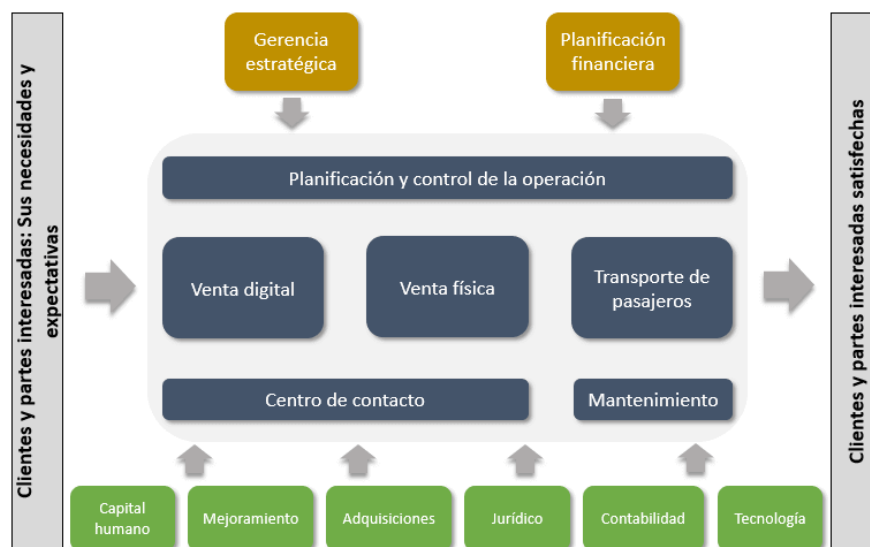 Clientes y partes interesadas: Sus necesidades y
expectativas
Gerencia
estratégica
Planificación
financiera
Planificación y control de la operación
Venta digital
Venta física
Transporte de
pasajeros
Centro de contacto
Mantenimiento
Capital
humano
Mejoramiento
Adquisiciones
Jurídico
Contabilidad
Tecnología
Clientes y partes interesadas satisfechas